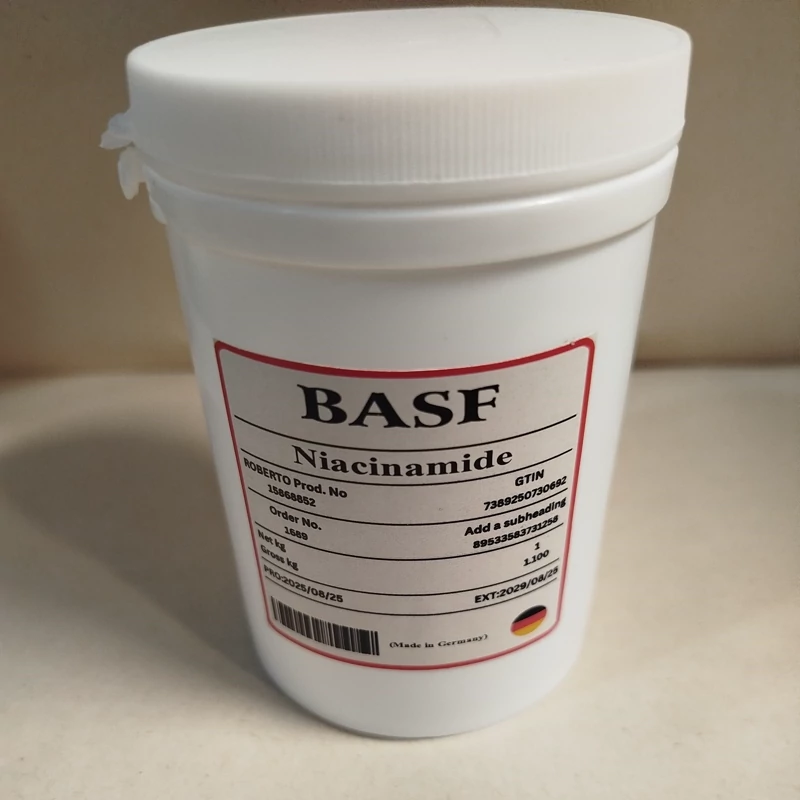 BASF
Niacinamide
ROBERTO Prod. No
15868852
GTIN
7389250730692
Order No.
1689
Add a subheading
89533583731258
Net kg
1
Gross kg
1.100
PRO:2025/08/25
EXT:2029/08/25
(Made in Germany)